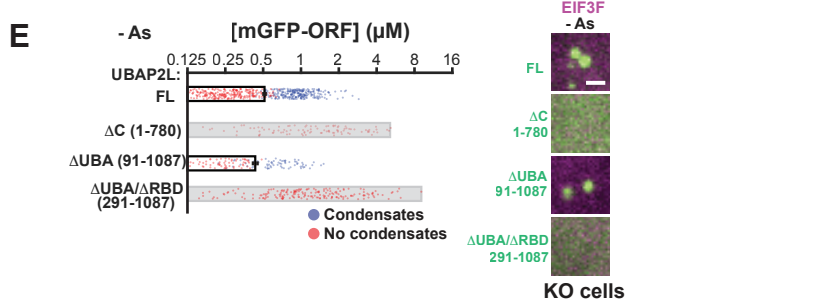 E
- As
[mGFP-ORF] (µM)
0.125 0.25 0.5 1 2 4 8 16
UBAP2L:
FL
ΔC (1-780)
ΔUBA (91-1087)
ΔUBA/ΔRBD
(291-1087)
Condensates
No condensates
EIF3F
- As
FL
ΔC
1-780
ΔUBA
91-1087
ΔUBA/ΔRBD
291-1087
KO cells